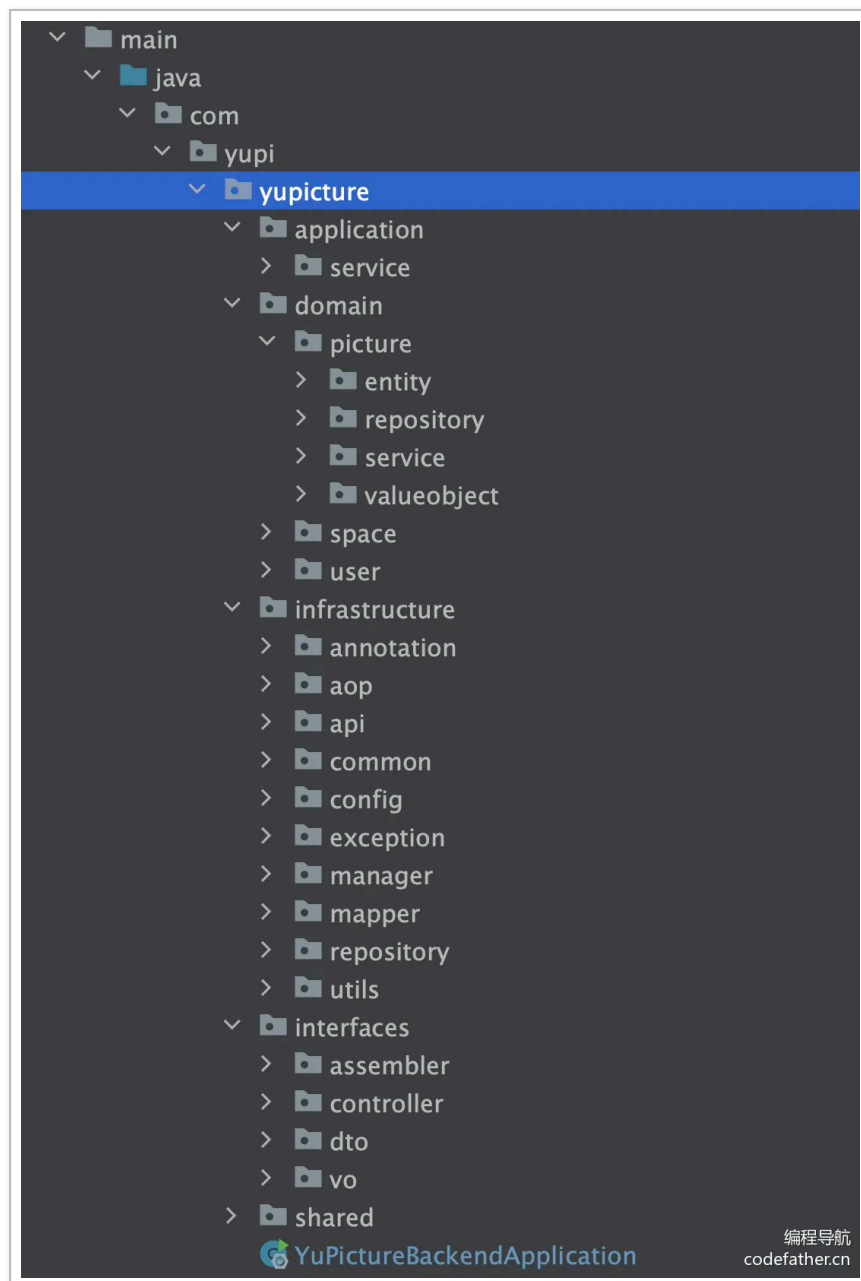 main
java
com
yupi
yupicture
application
service
domain
picture
entity
repository
service
valueobject
space
user
infrastructure
annotation
aop
api
common
config
exception
manager
mapper
repository
utils
interfaces
assembler
controller
dto
vo
shared
YuPictureBackendApplication
编程导航
codefather.cn